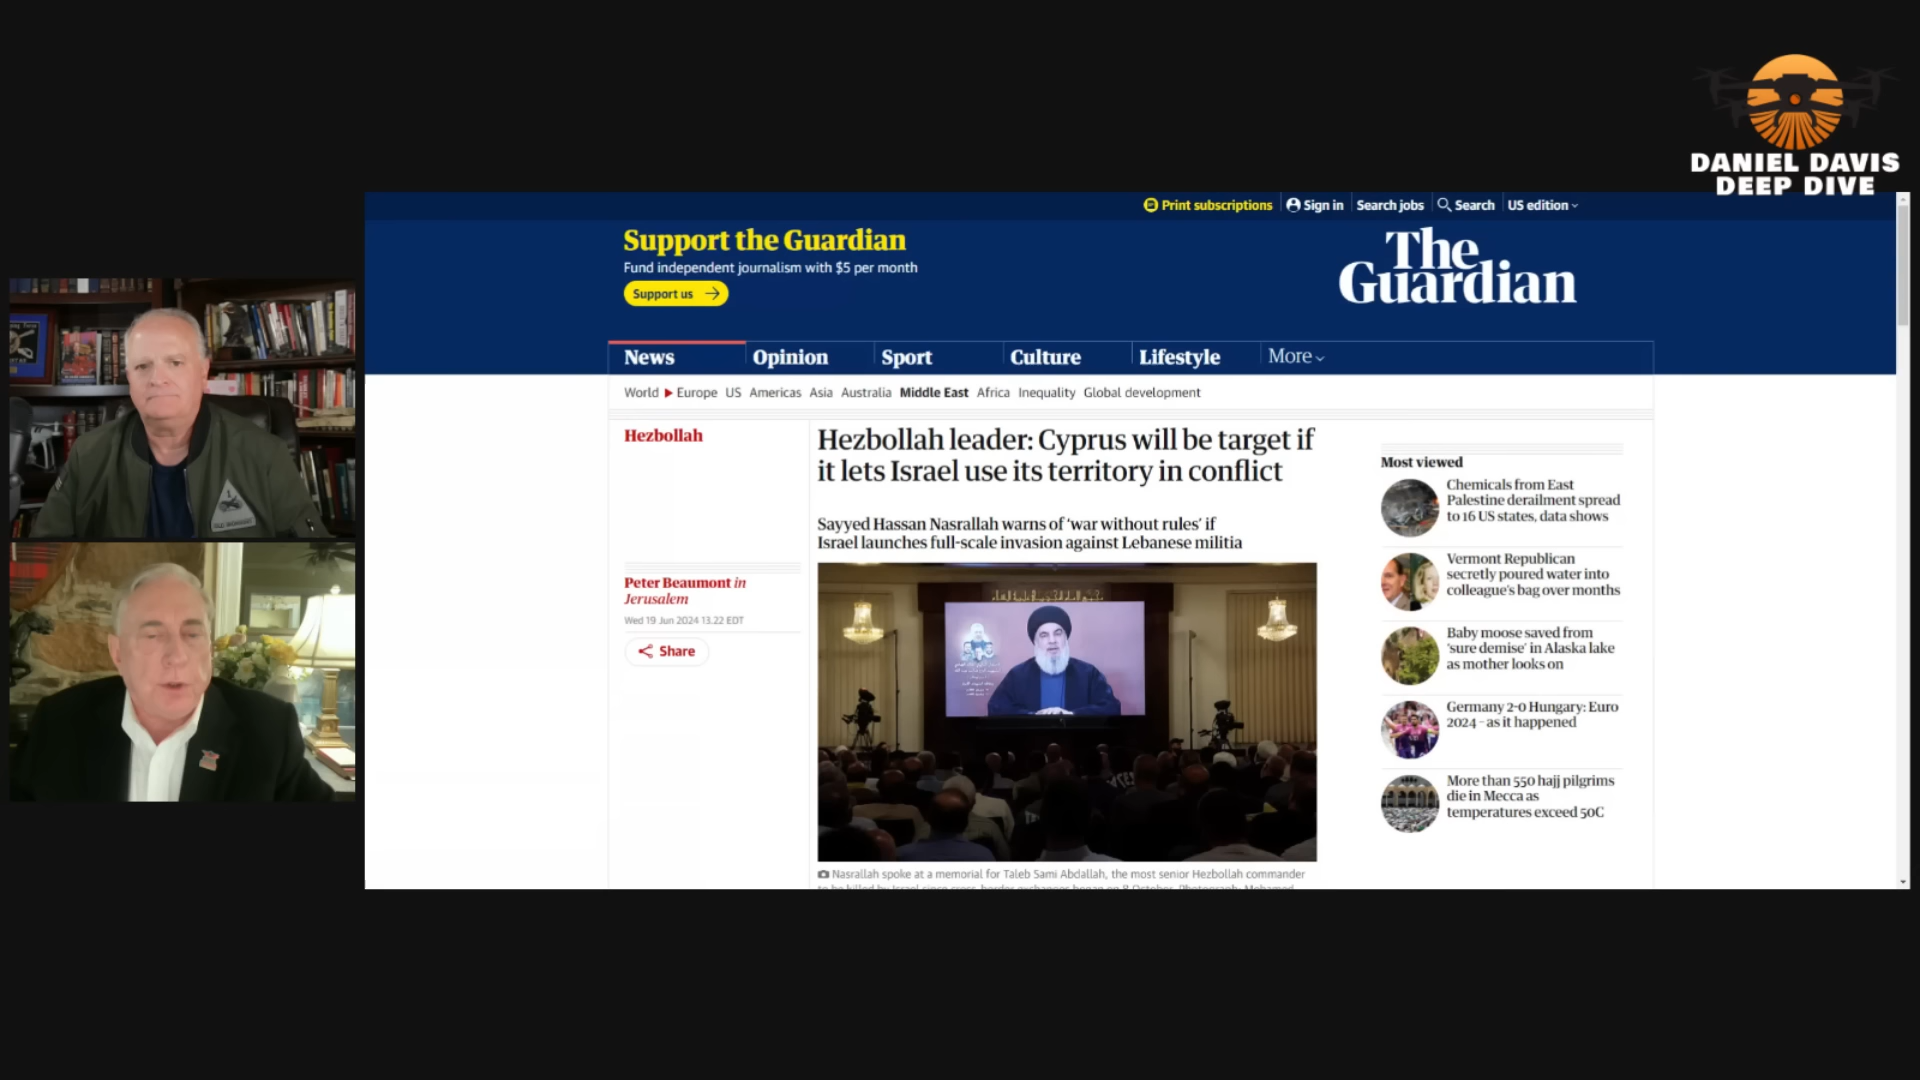 DANIEL DAVIS
DEEP DIVE
Print subscriptions
Sign in
Search jobs
Search
US edition
Support the Guardian
Fund independent journalism with $5 per month
Support us
The
Guardian
News
Opinion
Sport
Culture
Lifestyle
More
World
Europe
US
Americas
Asia
Australia
Middle East
Africa
Inequality
Global development
Hezbollah
Hezbollah leader: Cyprus will be target if
it lets Israel use its territory in conflict
Sayyed Hassan Nasrallah warns of ‘war without rules’ if
Israel launches full-scale invasion against Lebanese militia
Peter Beaumont in
Jerusalem
Wed 19 Jun 2024 13.22 EDT
Share
Nasrallah spoke at a memorial for Taleb Sami Abdallah, the most senior Hezbollah commander
Most viewed
Chemicals from East
Palestine derailment spread
to 16 US states, data shows
Vermont Republican
secretly poured water into
colleague’s bag over months
Baby moose saved from
‘sure demise’ in Alaska lake
as mother looks on
Germany 2-0 Hungary: Euro
2024 – as it happened
More than 550 hajj pilgrims
die in Mecca as
temperatures exceed 50C